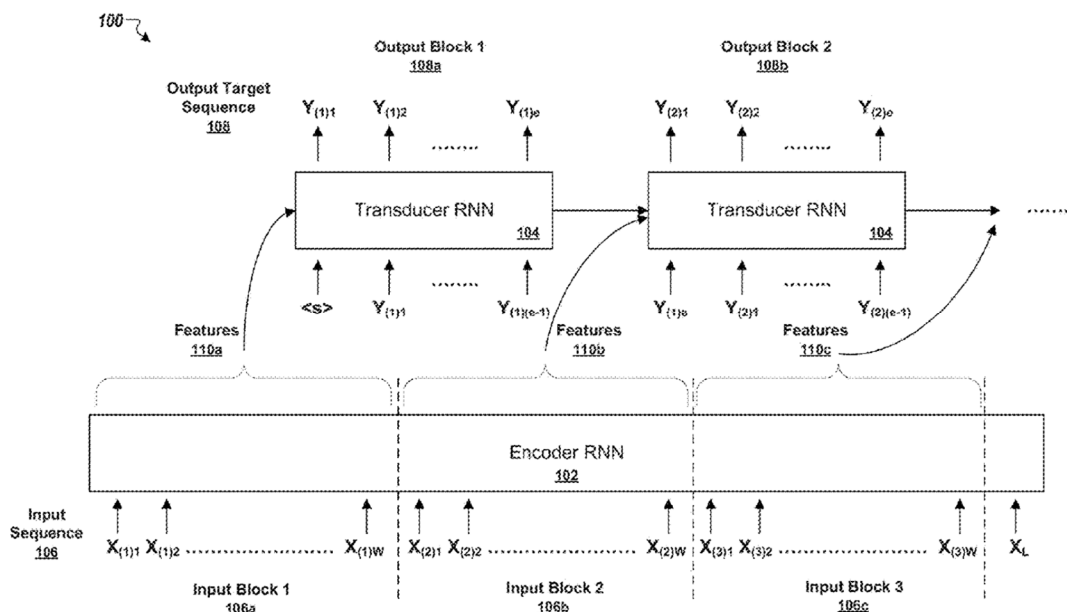 100
Output Block 1
108a
Output Block 2
108b
Output Target
Sequence
108
Y(1)1 Y(1)2 ........ Y(1)e
Y(2)1 Y(2)2 ........ Y(2)e
Transducer RNN
104
Transducer RNN
104
......
<s> Y(1)1 ........ Y(1)(e-1)
Y(1)e Y(2)1 ........ Y(2)(e-1)
Features
110a
Features
110b
Features
110c
Encoder RNN
102
Input
Sequence
106
X(1)1 X(1)2 ........................ X(1)W
X(2)1 X(2)2 ........................ X(2)W
X(3)1 X(3)2 ........................ X(3)W
XL
Input Block 1
106a
Input Block 2
106b
Input Block 3
106c